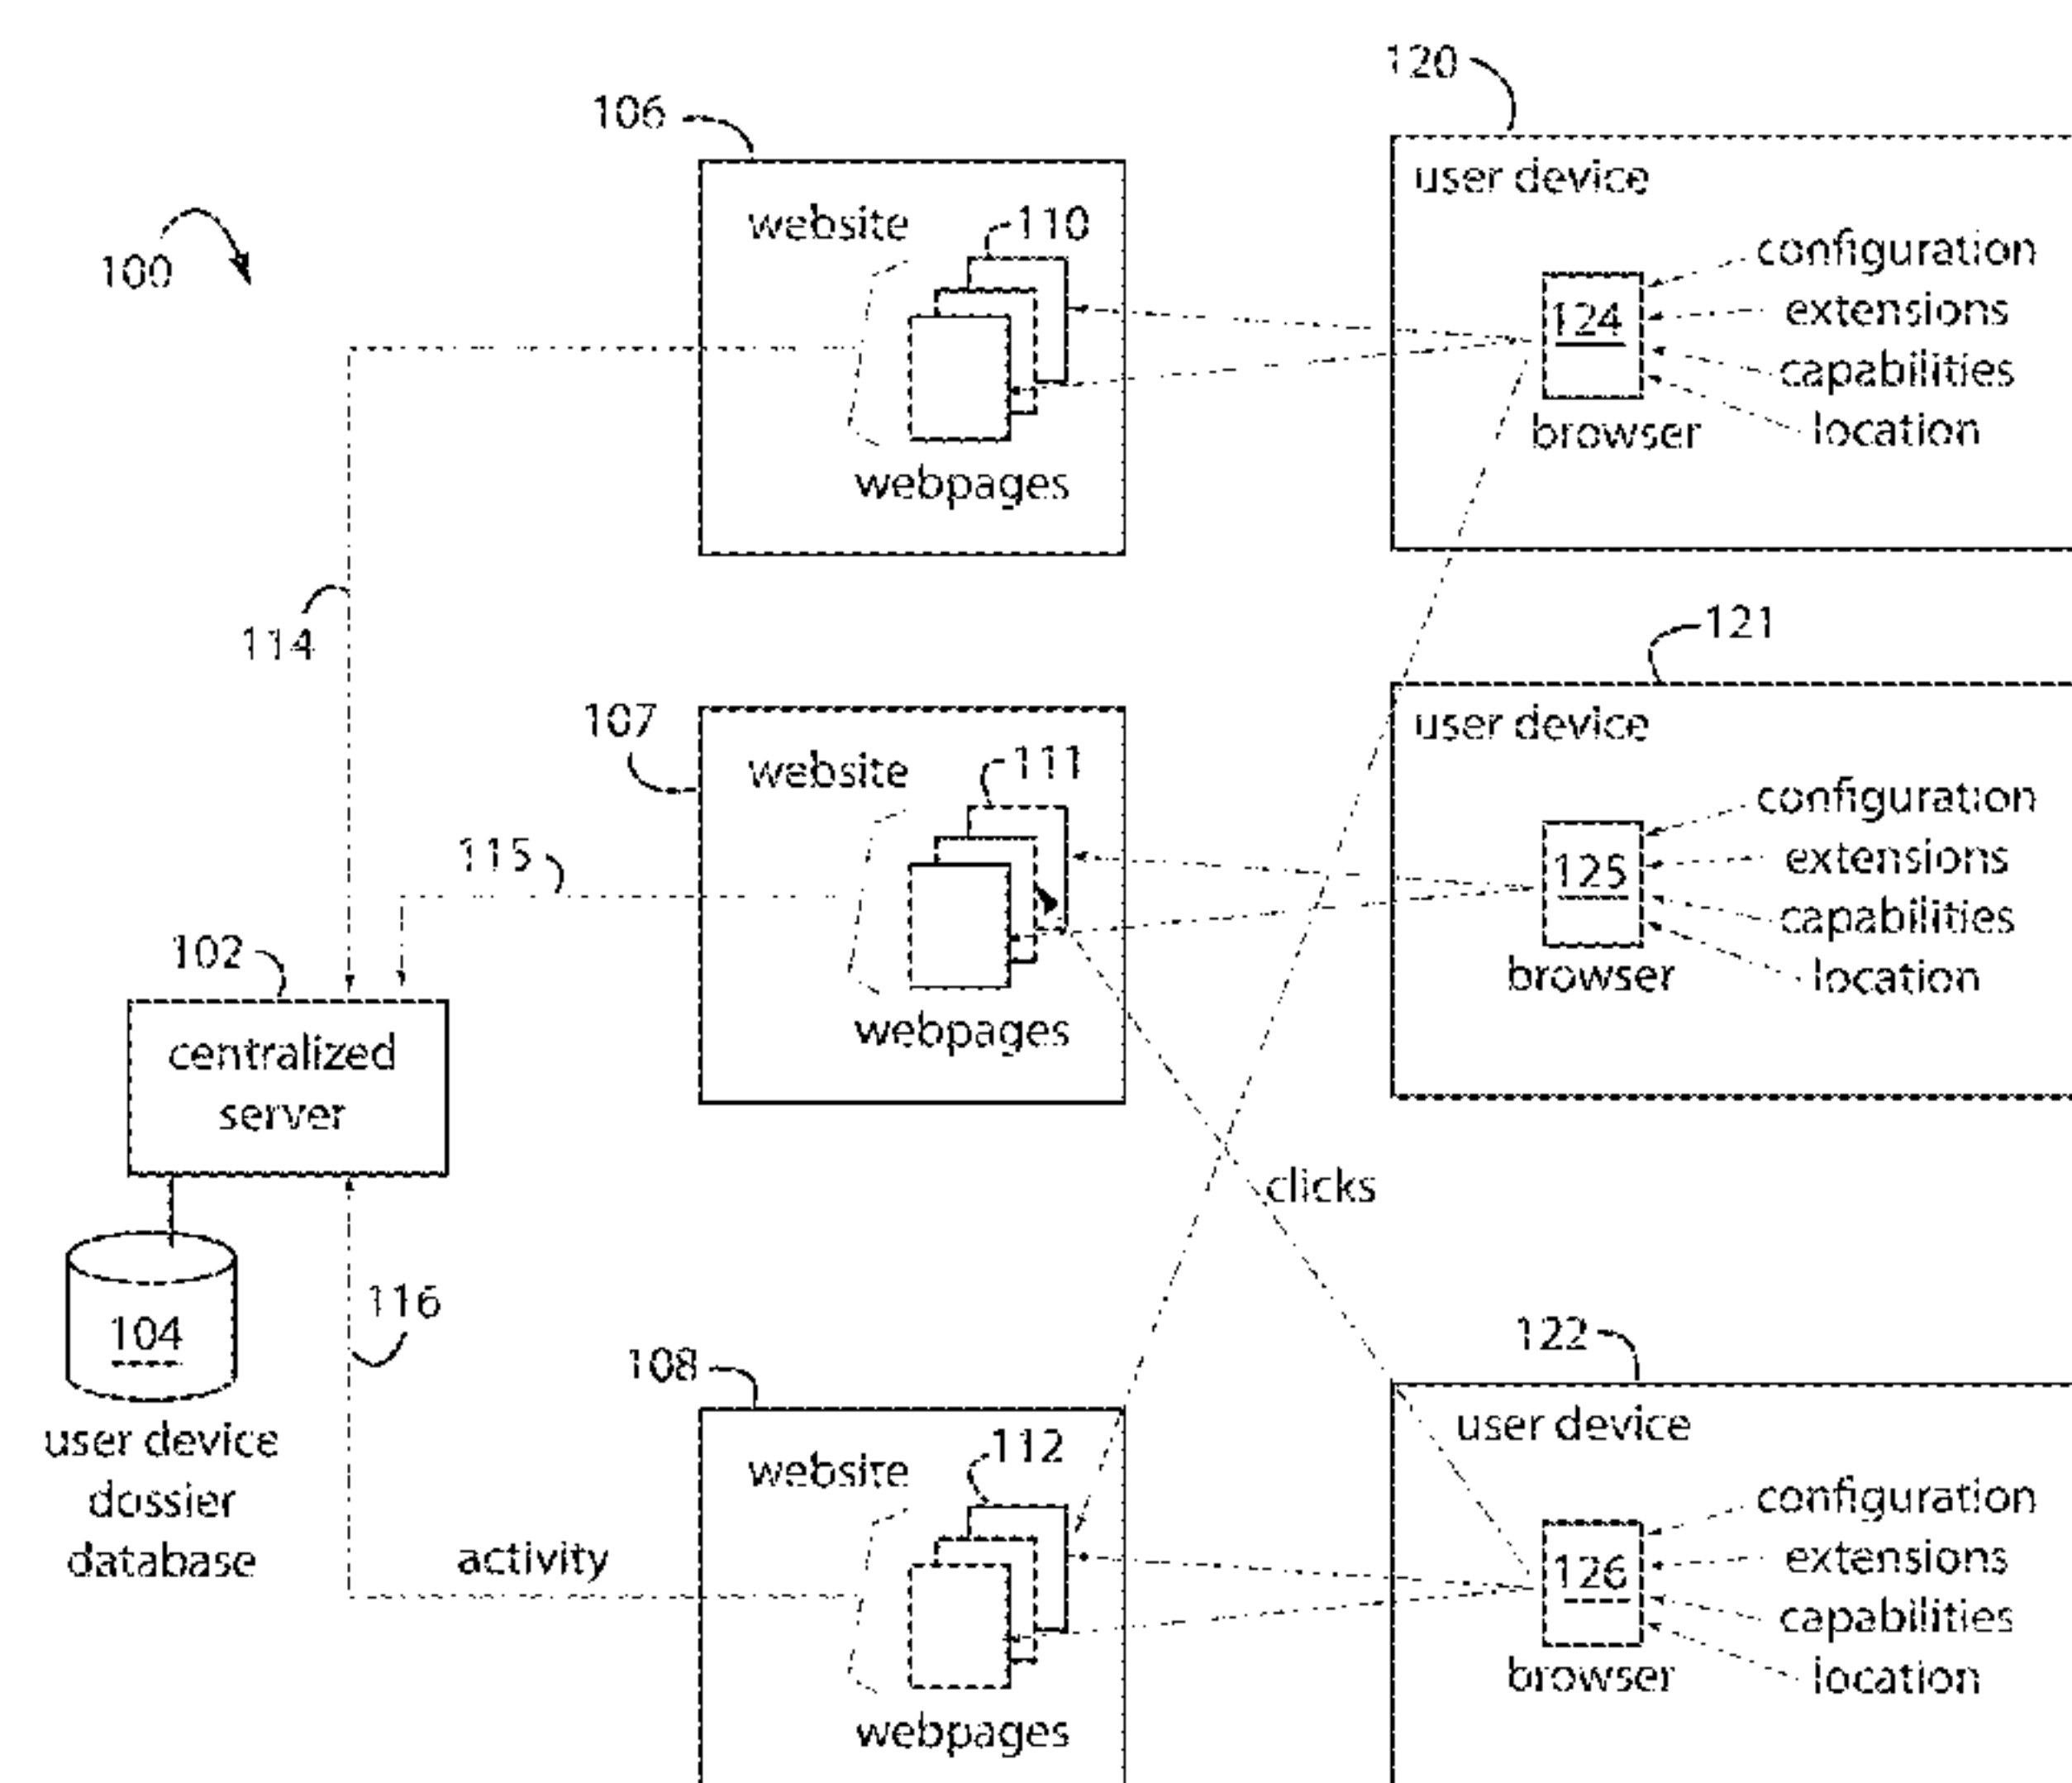 100
106
website
110
webpages
120
user device
124
browser
configuration
extensions
capabilities
location
114
107
website
111
webpages
115
121
user device
125
browser
configuration
extensions
capabilities
location
102
centralized
server
104
user device
dossier
database
116
activity
clicks
108
website
112
webpages
122
user device
126
browser
configuration
extensions
capabilities
location